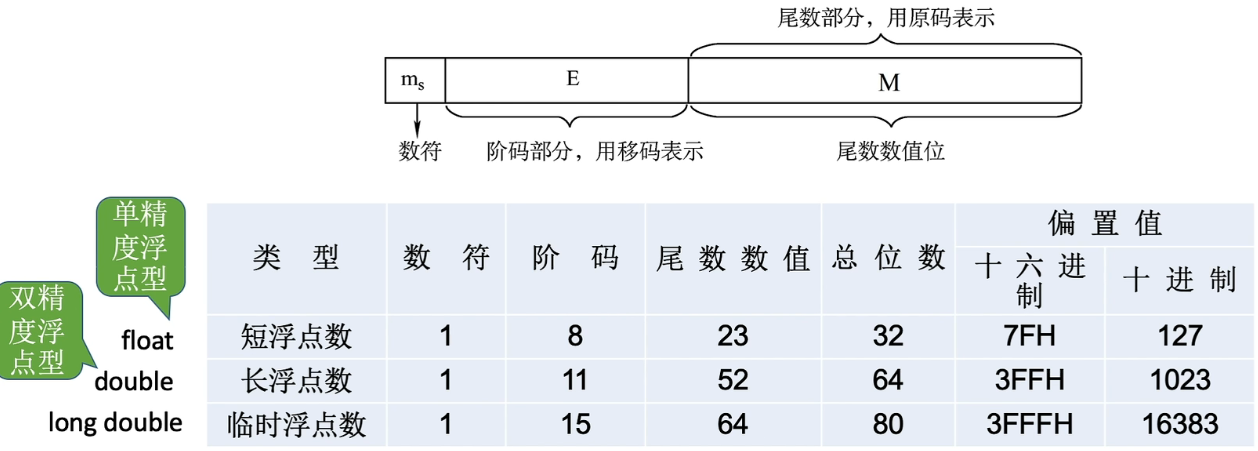 尾数部分，用原码表示
mₛ
E
M
数符
阶码部分，用移码表示
尾数数值位
单精
度浮
点型
双精
度浮
点型
类 型
数 符
阶 码
尾数数值
总位数
偏置值
十六进
制
十进制
float
短浮点数
1
8
23
32
7FH
127
double
长浮点数
1
11
52
64
3FFH
1023
long double
临时浮点数
1
15
64
80
3FFFH
16383